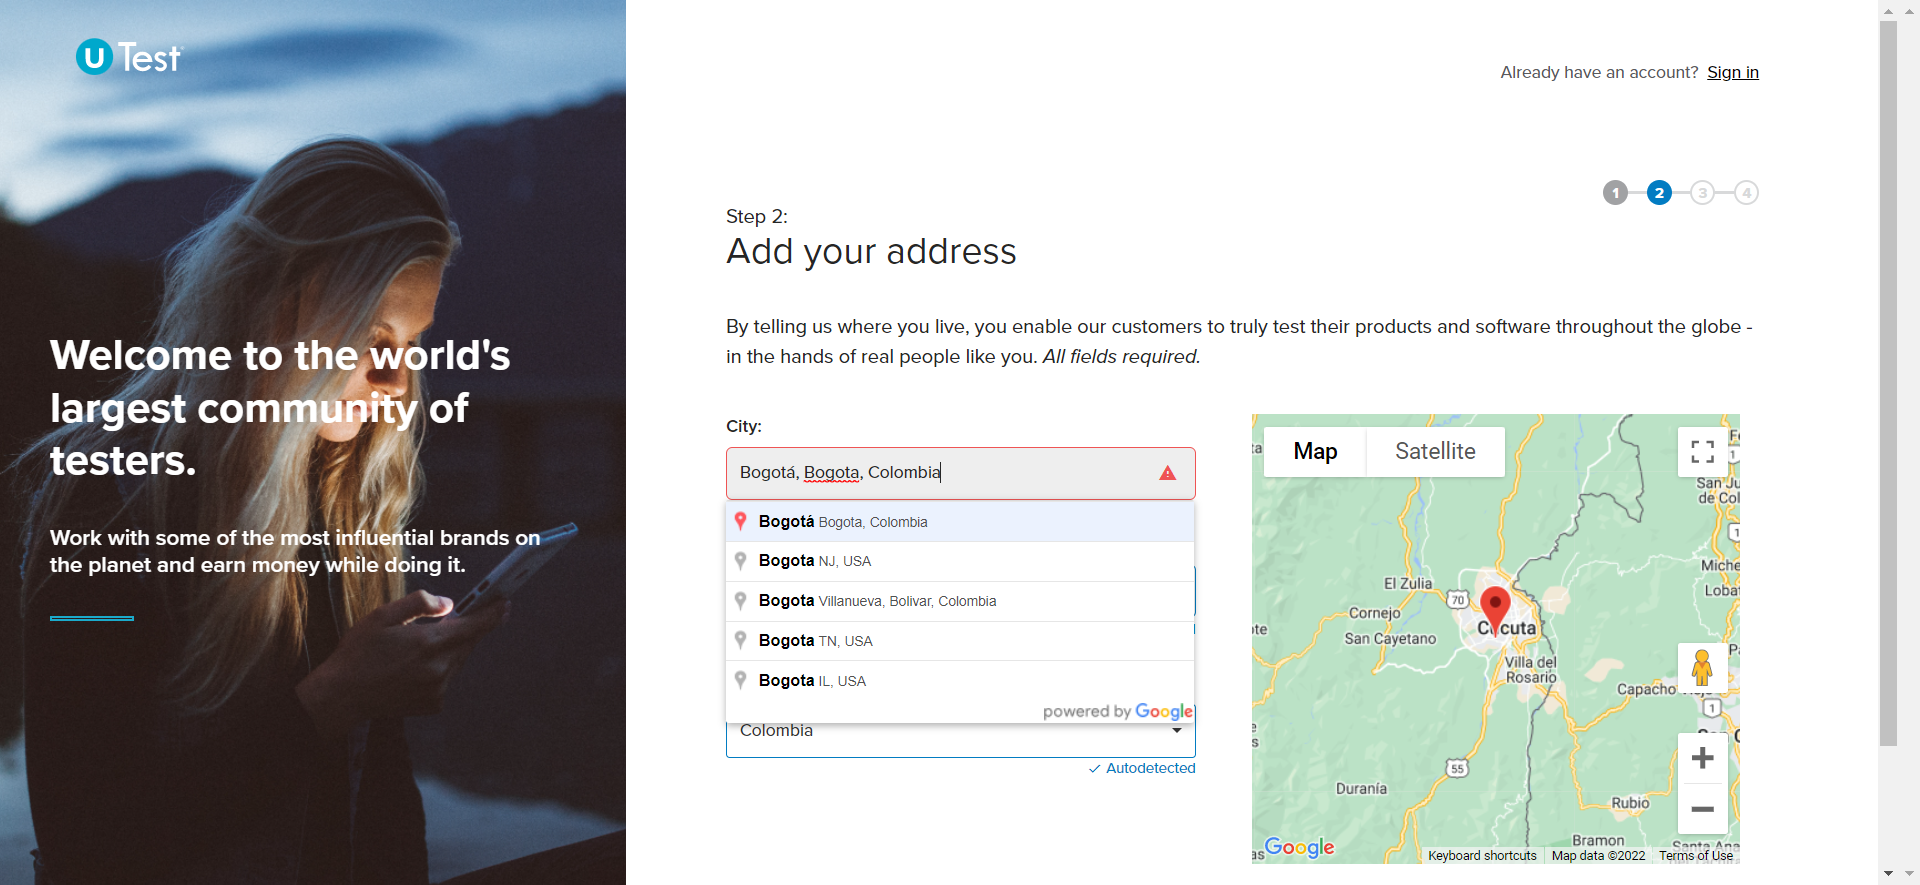 U Test
Already have an account? Sign in
1 2 3 4
Step 2:
Add your address
By telling us where you live, you enable our customers to truly test their products and software throughout the globe -
in the hands of real people like you. All fields required.
Welcome to the world's
largest community of
testers.
Work with some of the most influential brands on
the planet and earn money while doing it.
City:
Bogotá, Bogota, Colombia
Bogotá Bogota, Colombia
Bogota NJ, USA
Bogota Villanueva, Bolivar, Colombia
Bogota TN, USA
Bogota IL, USA
powered by Google
Colombia
Autodetected
Map
Satellite
San Ju
de Col
1
Miche
Lobat
El Zulia
70
Cornejo
San Cayetano
Cucuta
Villa del
Rosario
Capacho
1
55
Duranía
Rubio
Bramon
Santa Ana
Google
Keyboard shortcuts
Map data ©2022
Terms of Use